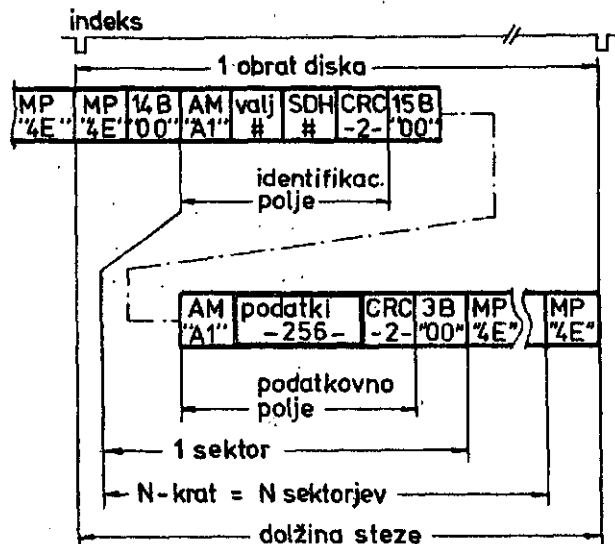 indeks
1 obrat diska
MP MP 14B AM valj SDH CRC 15B
"4E" "4E" "00" "A1" # # -2- "00"
identifikac.
polje
AM podatki CRC 3B MP MP
"A1" -256- -2- "00" "4E" "4E"
podatkovno
polje
1 sektor
N-krat = N sektorjev
dolžina steze